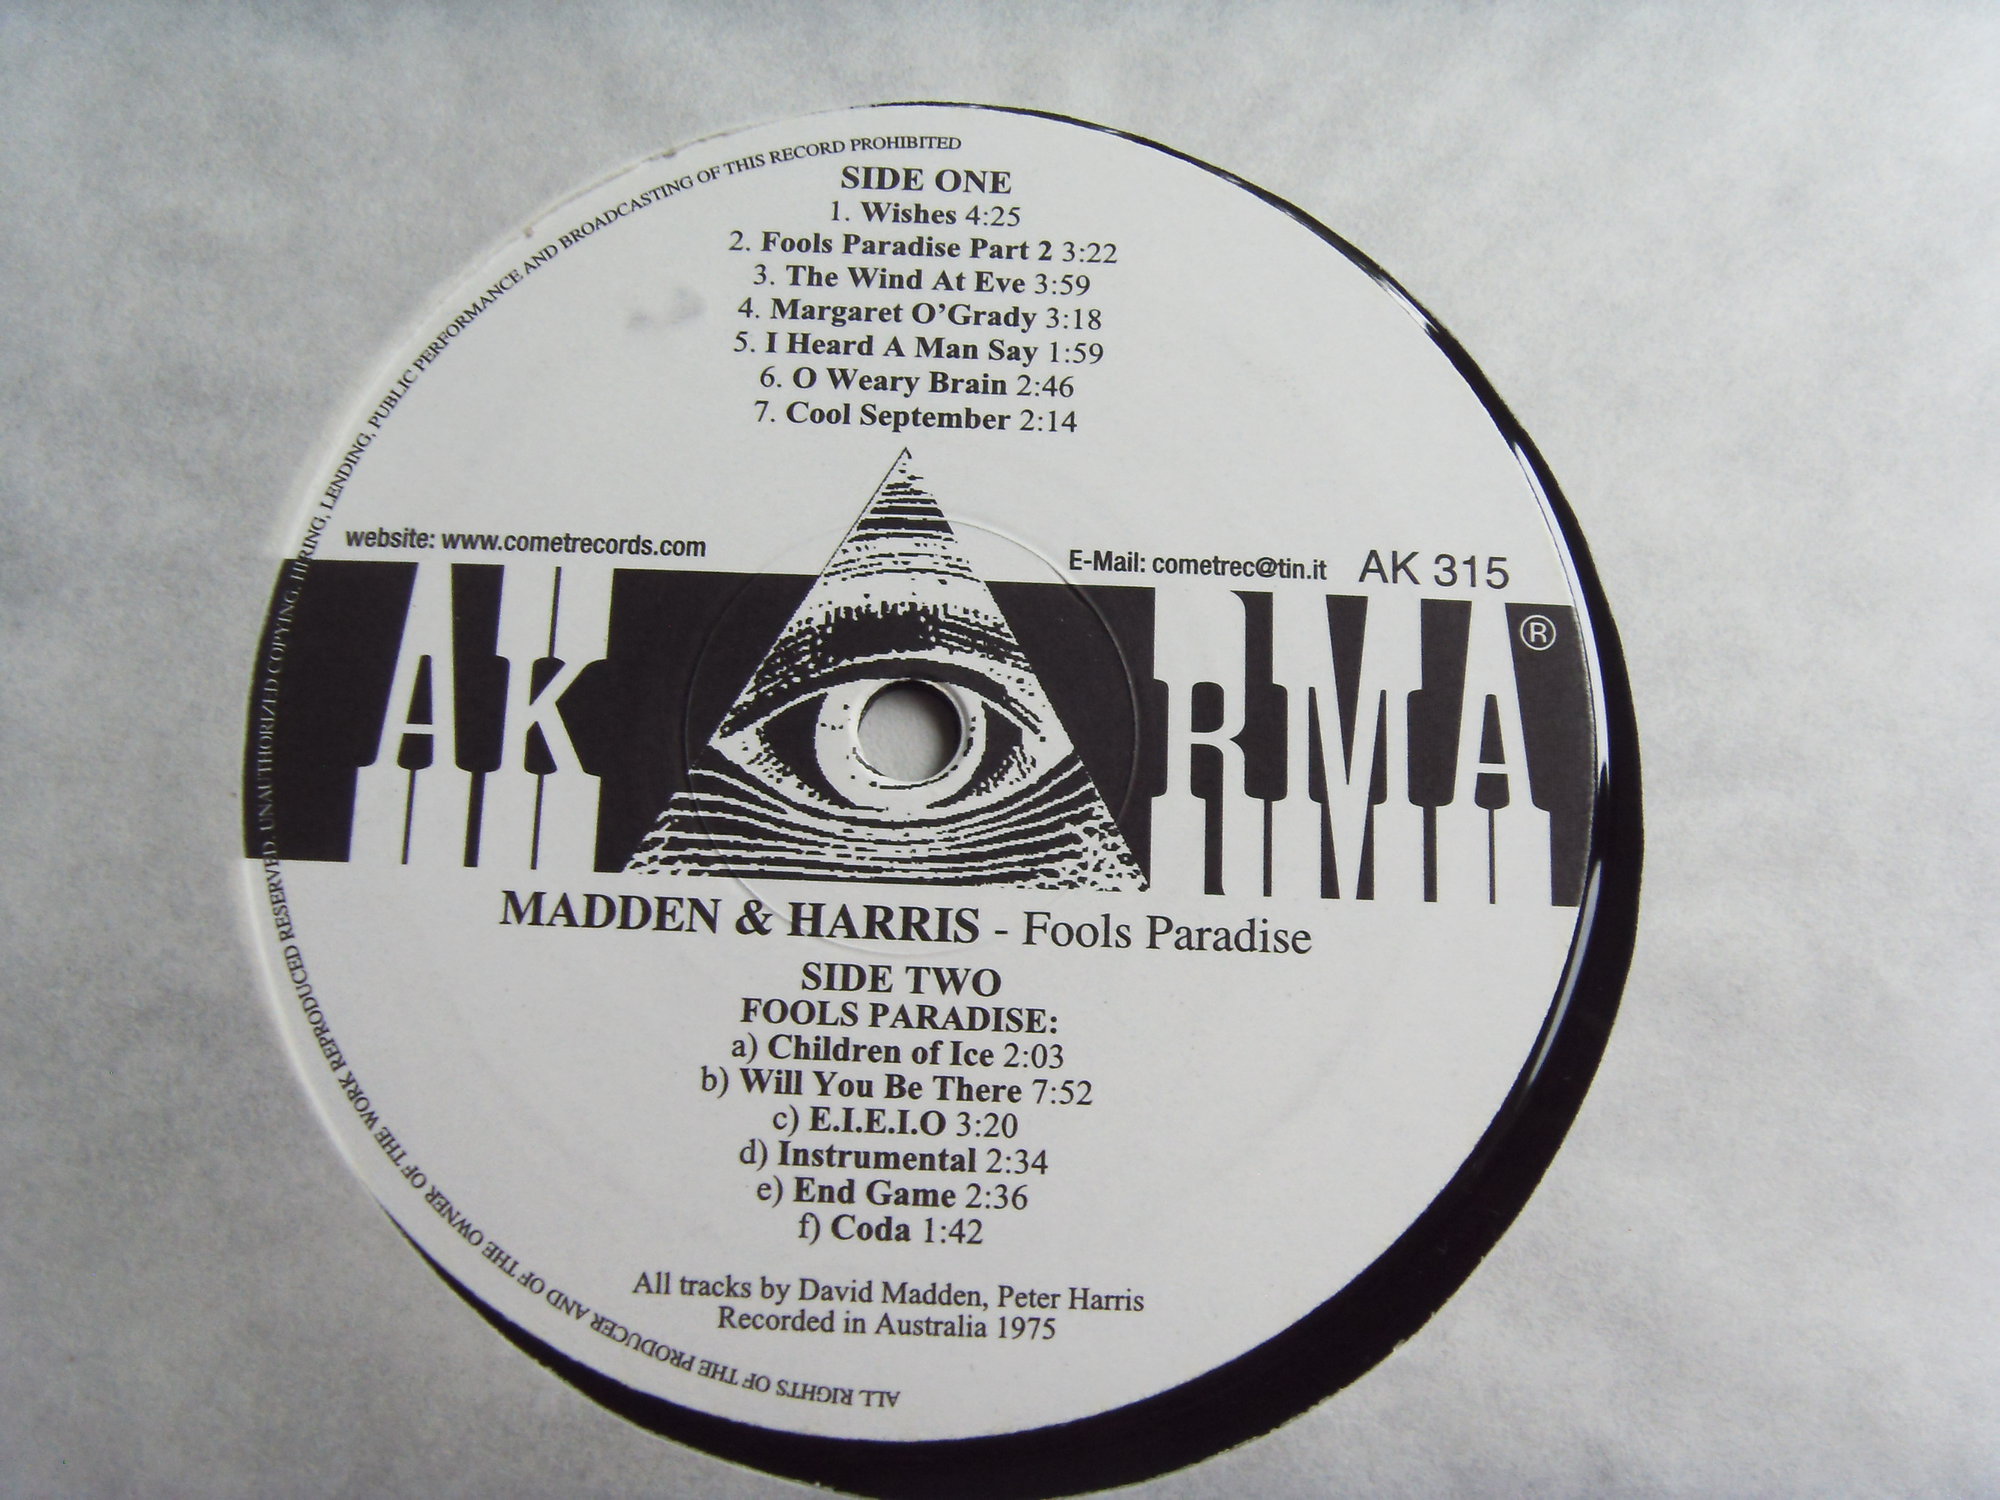 ALL RIGHTS OF THE PRODUCER AND OF THE OWNER OF THE WORK REPRODUCED RESERVED. UNAUTHORIZED COPYING, HIRING, LENDING, PUBLIC PERFORMANCE AND BROADCASTING OF THIS RECORD PROHIBITED
SIDE ONE
1. Wishes 4:25
2. Fools Paradise Part 2 3:22
3. The Wind At Eve 3:59
4. Margaret O'Grady 3:18
5. I Heard A Man Say 1:59
6. O Weary Brain 2:46
7. Cool September 2:14
website: www.cometrecords.com
E-Mail: cometrec@tin.it AK 315
AK RMA ®
MADDEN & HARRIS - Fools Paradise
SIDE TWO
FOOLS PARADISE:
a) Children of Ice 2:03
b) Will You Be There 7:52
c) E.I.E.I.O 3:20
d) Instrumental 2:34
e) End Game 2:36
f) Coda 1:42
All tracks by David Madden, Peter Harris
Recorded in Australia 1975